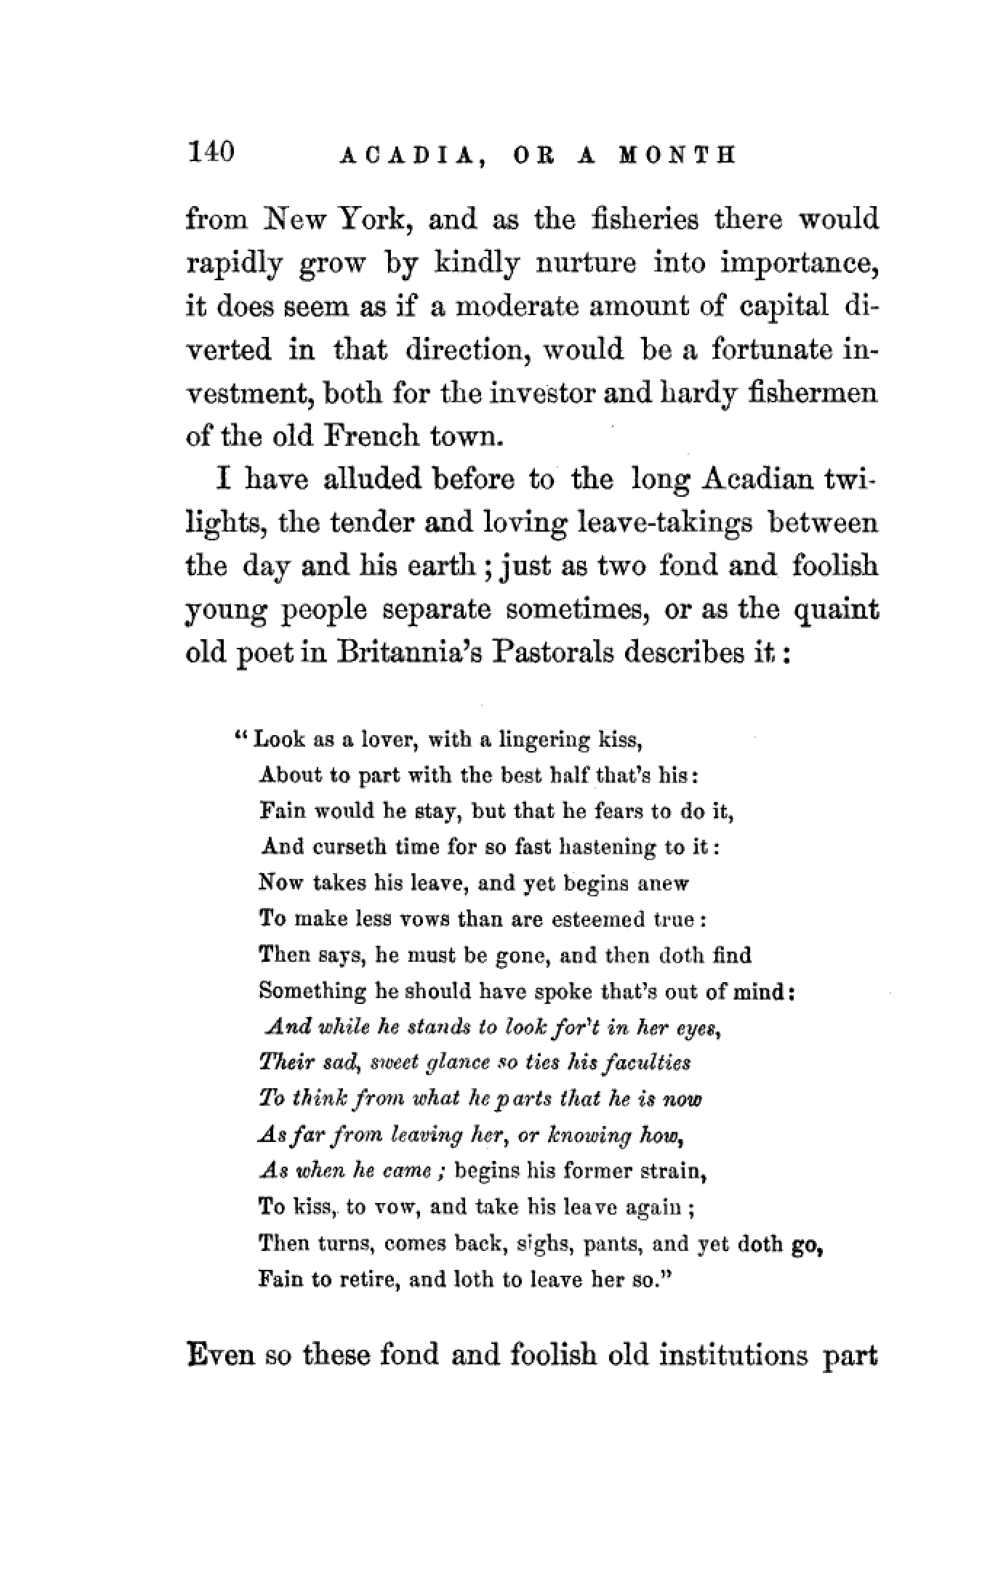 140 ACADIA, OR A MONTH
from New York, and as the fisheries there would
rapidly grow by kindly nurture into importance,
it does seem as if a moderate amount of capital di-
verted in that direction, would be a fortunate in-
vestment, both for the investor and hardy fishermen
of the old French town.
I have alluded before to the long Acadian twi-
lights, the tender and loving leave-takings between
the day and his earth ; just as two fond and foolish
young people separate sometimes, or as the quaint
old poet in Britannia's Pastorals describes it :
“ Look as a lover, with a lingering kiss,
About to part with the best half that's his :
Fain would he stay, but that he fears to do it,
And curseth time for so fast hastening to it :
Now takes his leave, and yet begins anew
To make less vows than are esteemed true :
Then says, he must be gone, and then doth find
Something he should have spoke that's out of mind :
And while he stands to look for't in her eyes,
Their sad, sweet glance so ties his faculties
To think from what he parts that he is now
As far from leaving her, or knowing how,
As when he came ; begins his former strain,
To kiss, to vow, and take his leave again ;
Then turns, comes back, sighs, pants, and yet doth go,
Fain to retire, and loth to leave her so.”
Even so these fond and foolish old institutions part